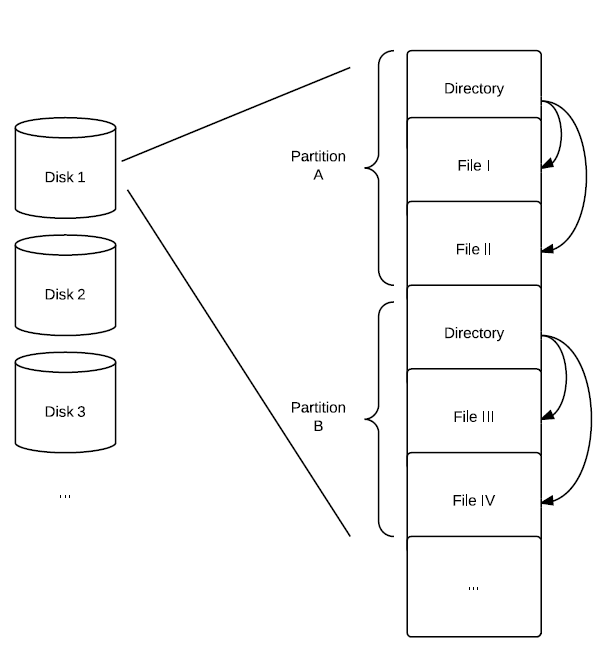 Disk 1
Disk 2
Disk 3
...
Partition
A
Partition
B
Directory
File I
File II
Directory
File III
File IV
...